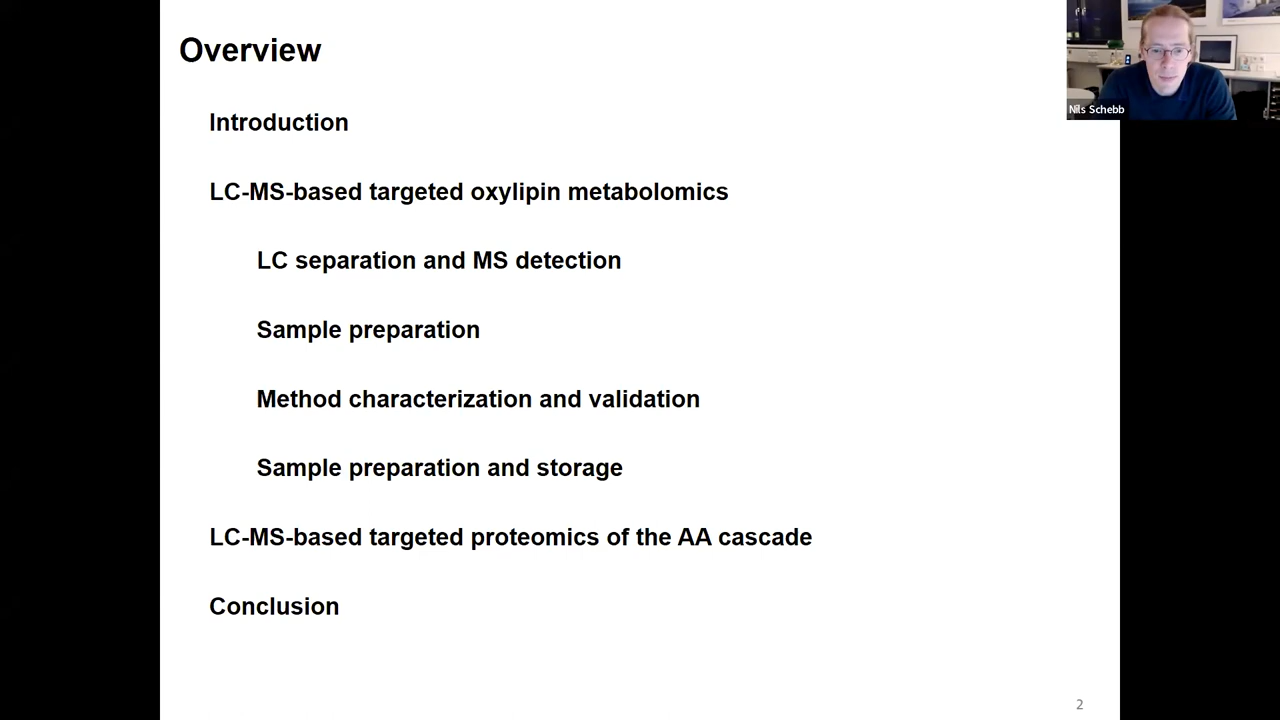 Overview
Nils Schebb
Introduction
LC-MS-based targeted oxylipin metabolomics
LC separation and MS detection
Sample preparation
Method characterization and validation
Sample preparation and storage
LC-MS-based targeted proteomics of the AA cascade
Conclusion
2